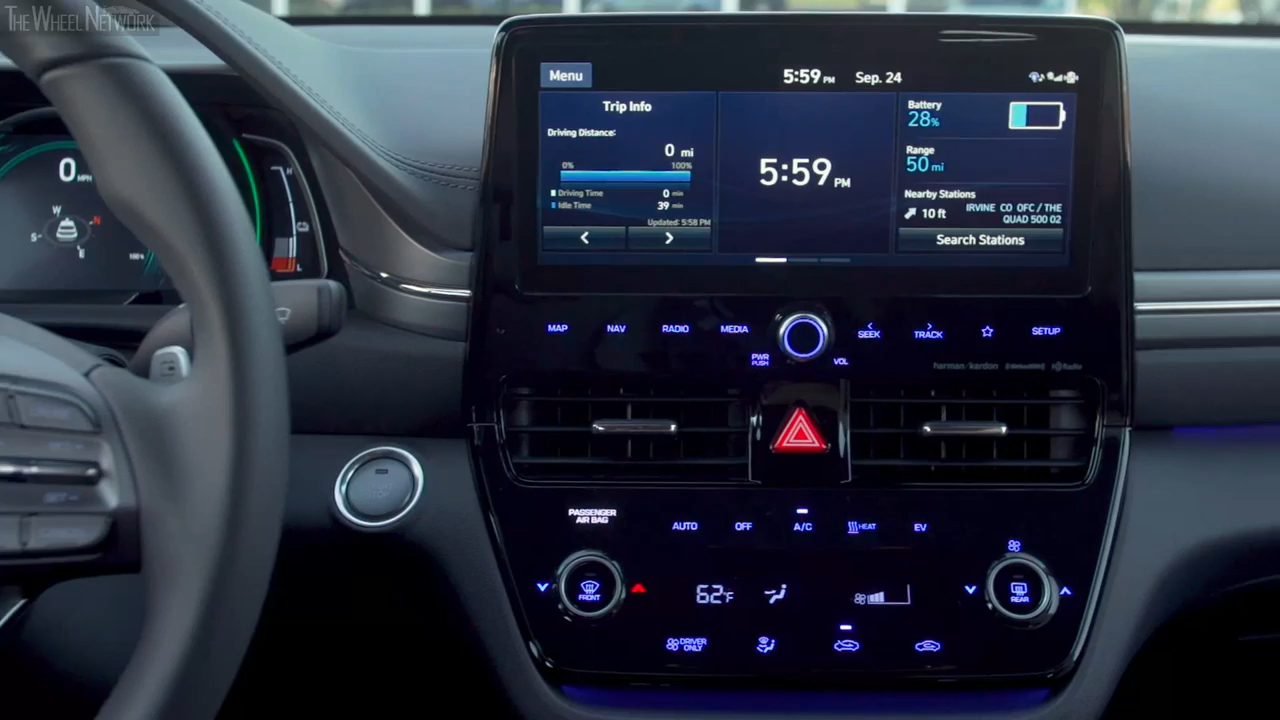 THE WHEEL NETWORK
Menu
5:59 PM Sep. 24
Trip Info
Driving Distance:
0 mi
0% 100%
Driving Time 0 min
Idle Time 39 min
Updated: 5:58 PM
5:59 PM
Battery
28%
Range
50 mi
Nearby Stations
10 ft IRVINE CO OFC / THE
QUAD 500 02
Search Stations
0 MPH
W
N
S
E
H
L
MAP NAV RADIO MEDIA
PWR
PUSH
VOL
SEEK TRACK SETUP
harman/kardon
PASSENGER
AIR BAG
AUTO OFF A/C HEAT EV
FRONT
62°F
REAR
DRIVER
ONLY